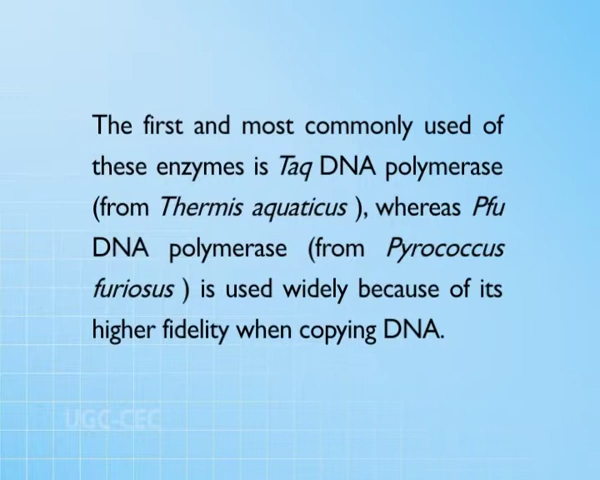 The first and most commonly used of
these enzymes is Taq DNA polymerase
(from Thermis aquaticus ), whereas Pfu
DNA polymerase (from Pyrococcus
furiosus ) is used widely because of its
higher fidelity when copying DNA.
UGC-CEC